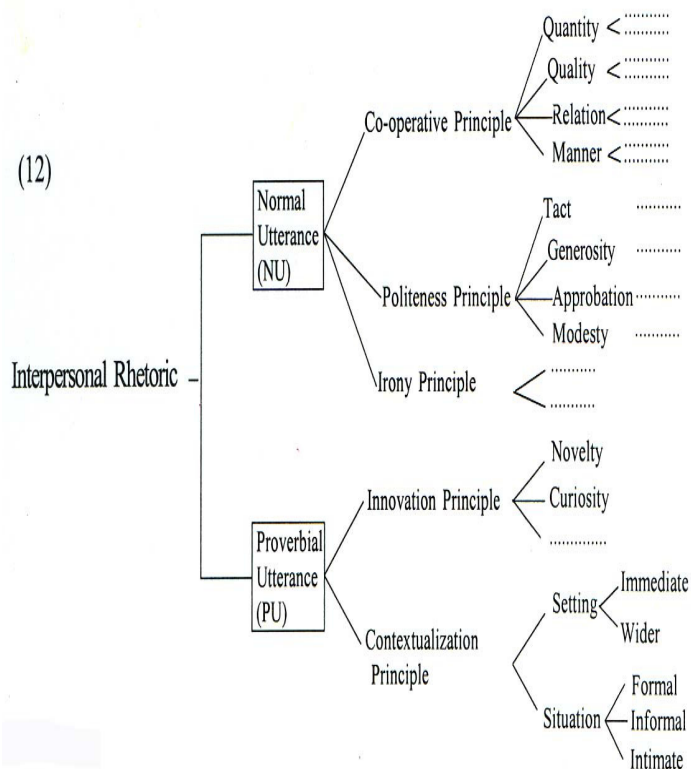 (12)
Interpersonal Rhetoric
Normal
Utterance
(NU)
Co-operative Principle
Quantity < ...........
...........
Quality < ...........
...........
Relation < ...........
...........
Manner < ...........
...........
Politeness Principle
Tact ...........
Generosity ...........
Approbation ...........
Modesty ...........
Irony Principle
...........
...........
Proverbial
Utterance
(PU)
Innovation Principle
Novelty
Curiosity
..............
Contextualization
Principle
Setting
Immediate
Wider
Situation
Formal
Informal
Intimate